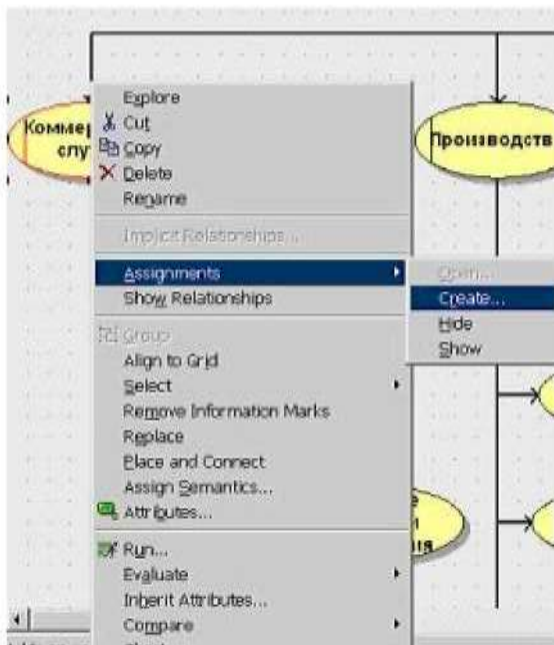 Коммер
слу
Производств
Explore
Cut
Copy
Delete
Rename
Implicit Relationships...
Assignments
Show Relationships
Group
Align to Grid
Select
Remove Information Marks
Replace
Place and Connect
Assign Semantics...
Attributes...
Run...
Evaluate
Inherit Attributes...
Compare
Open...
Create...
Hide
Show